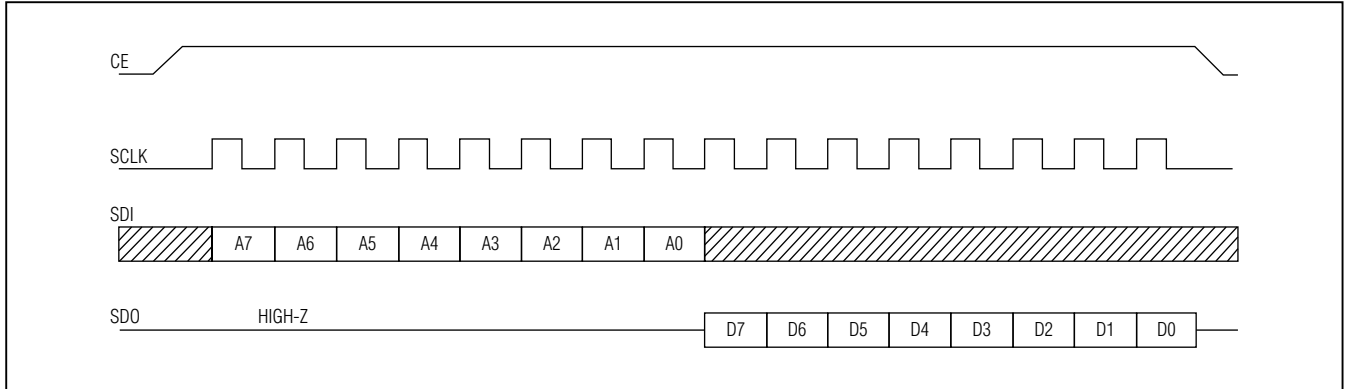 CE
SCLK
SDI
A7 A6 A5 A4 A3 A2 A1 A0
SDO HIGH-Z
D7 D6 D5 D4 D3 D2 D1 D0